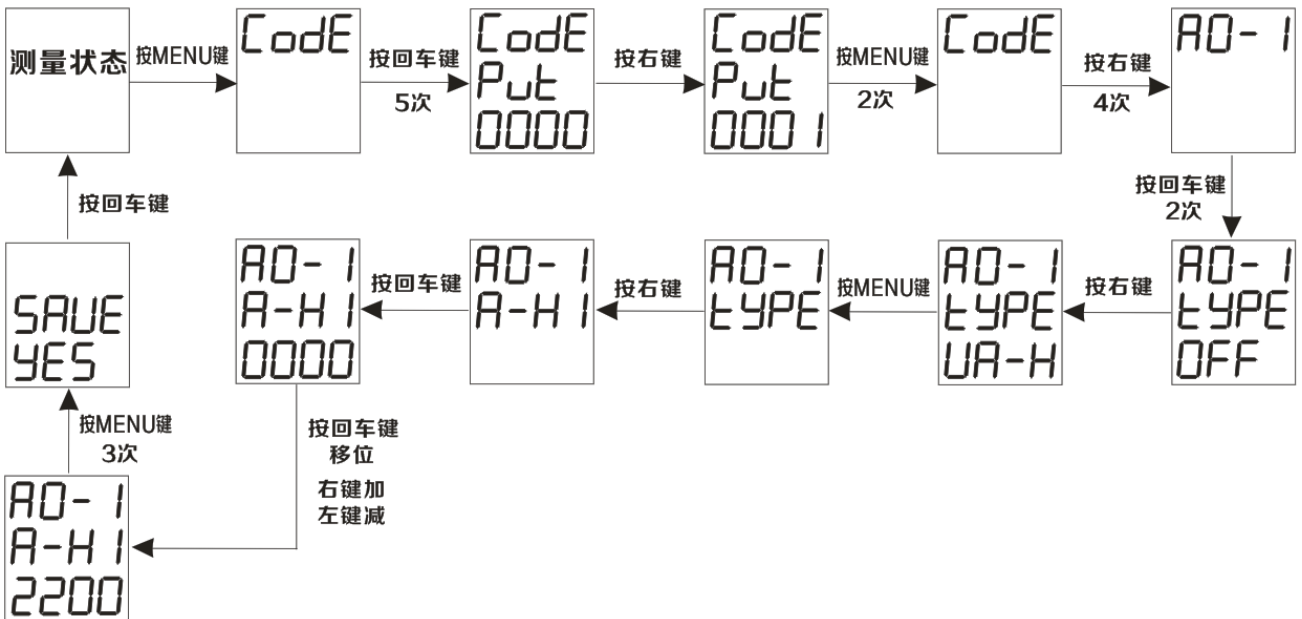 测量状态
按MENU键
CodE
按回车键
5次
CodE
Put
0000
按右键
CodE
Put
0001
按MENU键
2次
CodE
按右键
4次
AO-1
按回车键
2次
AO-1
tYPE
OFF
按右键
AO-1
tYPE
UA-H
按MENU键
AO-1
tYPE
按右键
AO-1
A-HI
按回车键
AO-1
A-HI
0000
按回车键
移位
右键加
左键减
AO-1
A-HI
2200
按MENU键
3次
SAVE
YES
按回车键